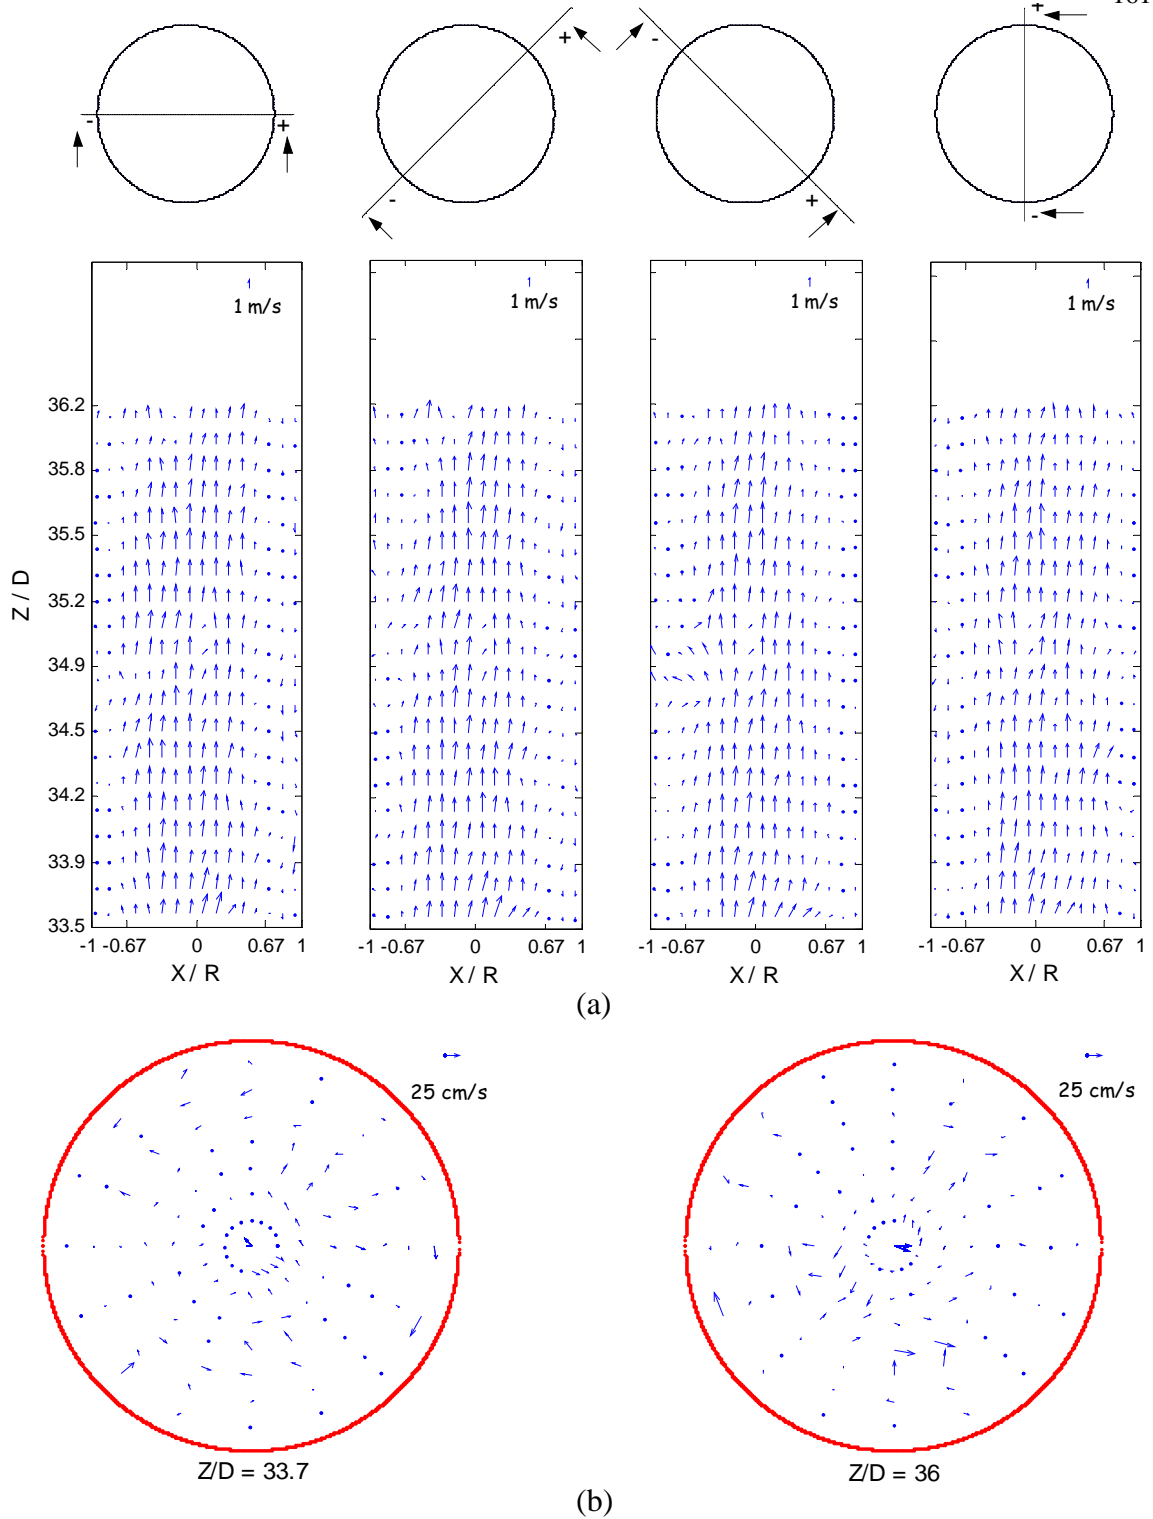 - +
+ -
- +
+ -
1 m/s 1 m/s 1 m/s 1 m/s
36.2
35.8
35.5
35.2
34.9
34.5
34.2
33.9
33.5
Z / D
-1 -0.67 0 0.67 1 -1 -0.67 0 0.67 1 -1 -0.67 0 0.67 1 -1 -0.67 0 0.67 1
X / R X / R X / R X / R
(a)
25 cm/s 25 cm/s
Z/D = 33.7 Z/D = 36
(b)